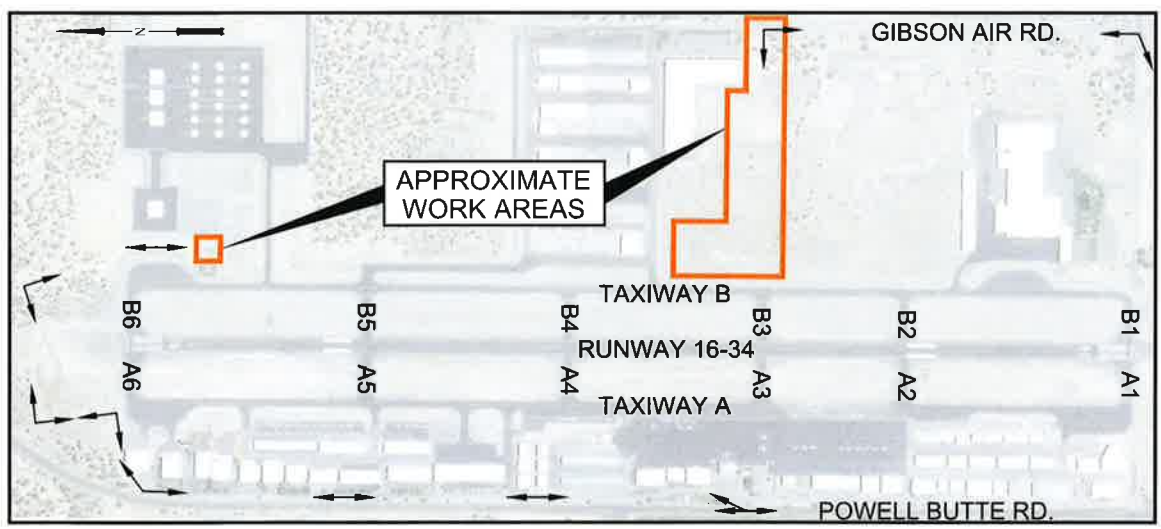 N
GIBSON AIR RD.
APPROXIMATE
WORK AREAS
TAXIWAY B
B6
B5
B4
B3
B2
B1
RUNWAY 16-34
A6
A5
A4
A3
A2
A1
TAXIWAY A
POWELL BUTTE RD.